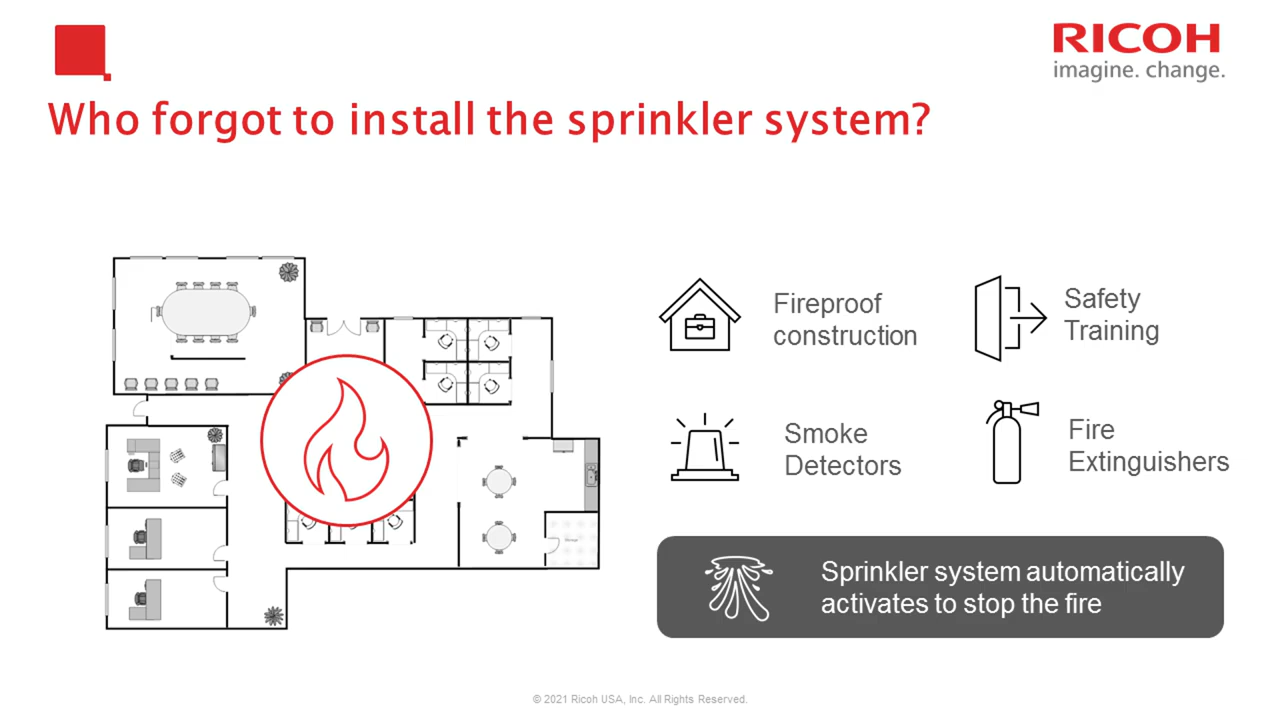 RICOH
imagine. change.
Who forgot to install the sprinkler system?
Fireproof
construction
Safety
Training
Smoke
Detectors
Fire
Extinguishers
Sprinkler system automatically
activates to stop the fire
© 2021 Ricoh USA, Inc. All Rights Reserved.